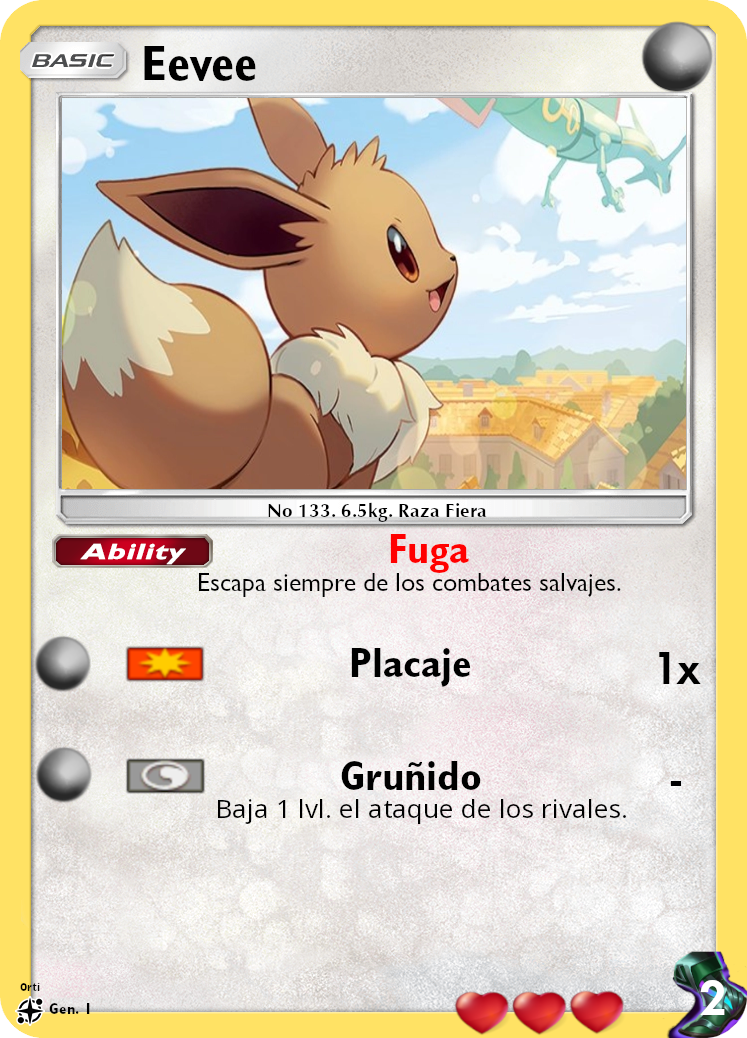 BASIC Eevee
No 133. 6.5kg. Raza Fiera
Ability Fuga
Escapa siempre de los combates salvajes.
Placaje 1x
Gruñido -
Baja 1 lvl. el ataque de los rivales.
Orti
Gen. I
2